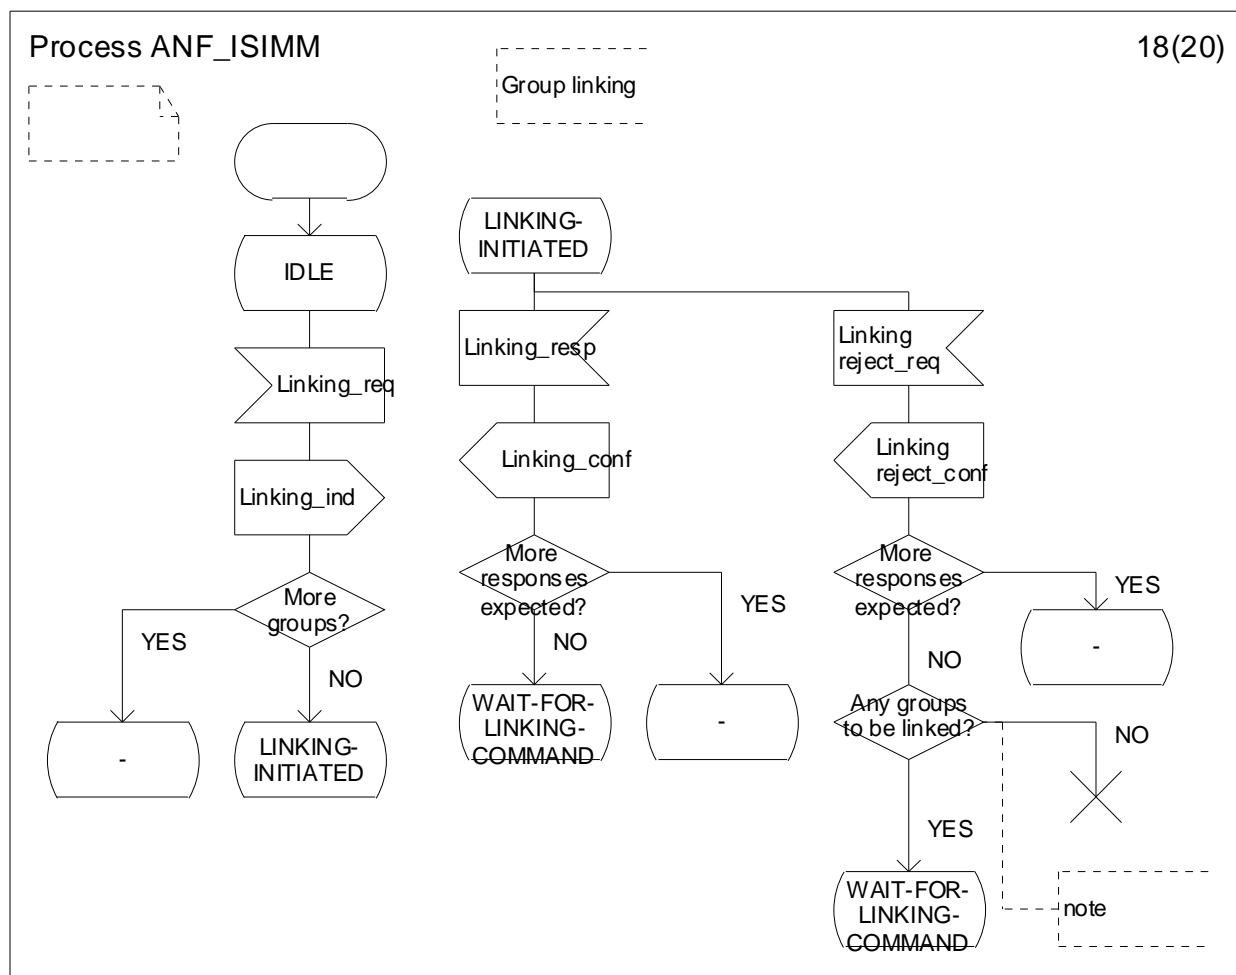 Process ANF_ISIMM
18(20)
Group linking
IDLE
Linking_req
Linking_ind
More
groups?
YES
NO
-
LINKING-
INITIATED
LINKING-
INITIATED
Linking_resp
Linking_conf
More
responses
expected?
YES
NO
WAIT-FOR-
LINKING-
COMMAND
-
Linking
reject_req
Linking
reject_conf
More
responses
expected?
YES
-
NO
Any groups
to be linked?
NO
YES
WAIT-FOR-
LINKING-
COMMAND
note